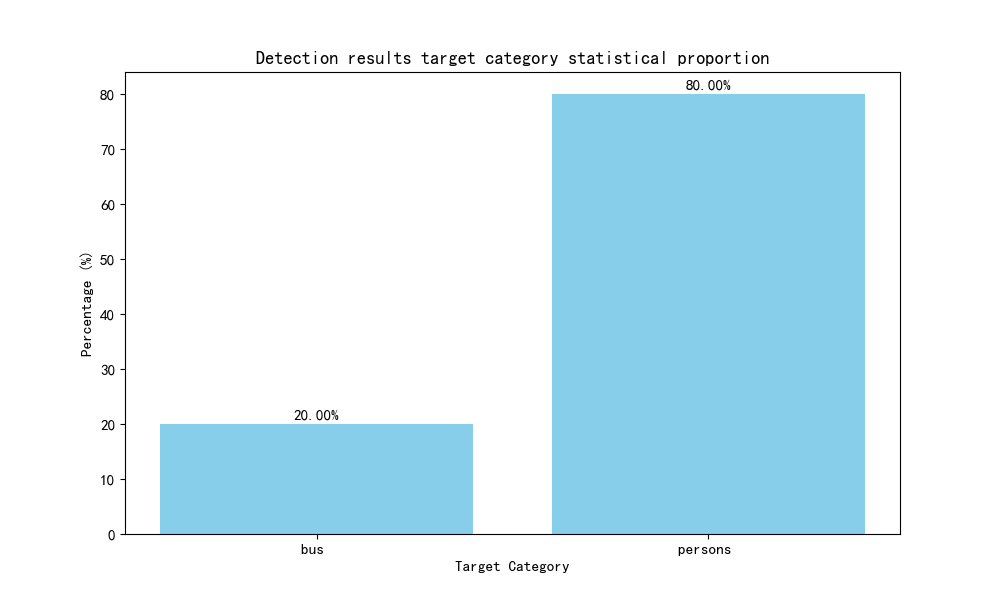 Detection results target category statistical proportion
80.00%
20.00%
80
70
60
50
40
30
20
10
0
Percentage (%)
bus
persons
Target Category